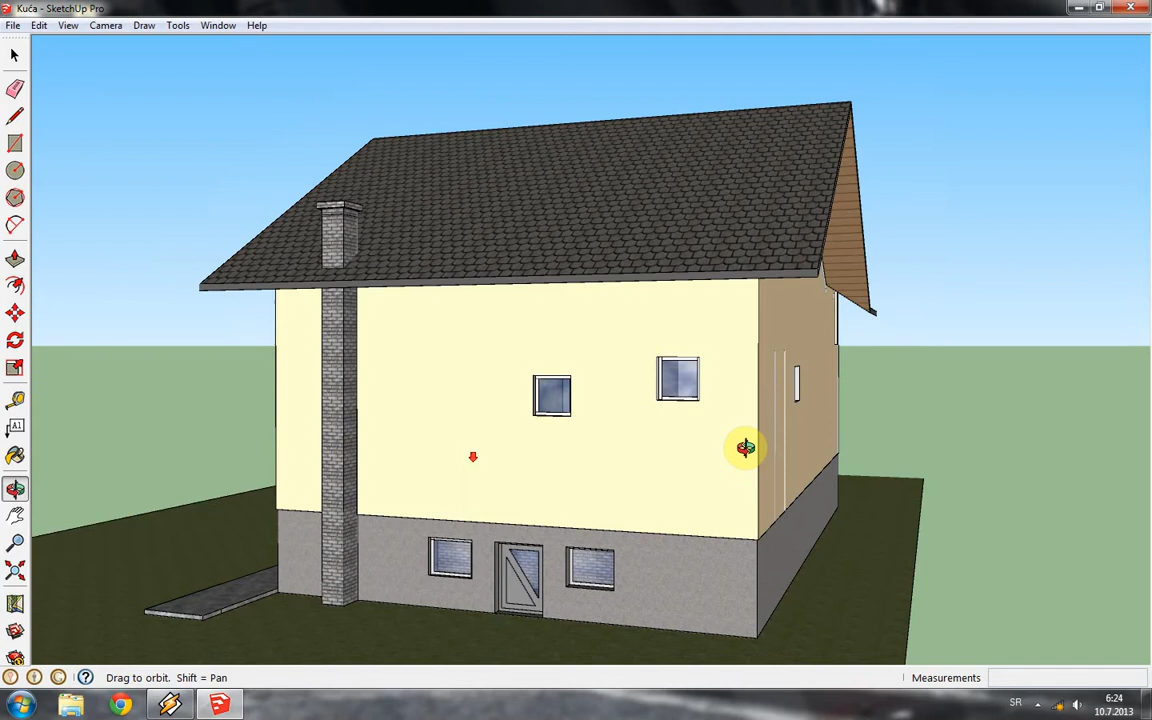 Kuća - SketchUp Pro
File Edit View Camera Draw Tools Window Help
A1
Drag to orbit. Shift = Pan
Measurements
SR
6:24
10.7.2013